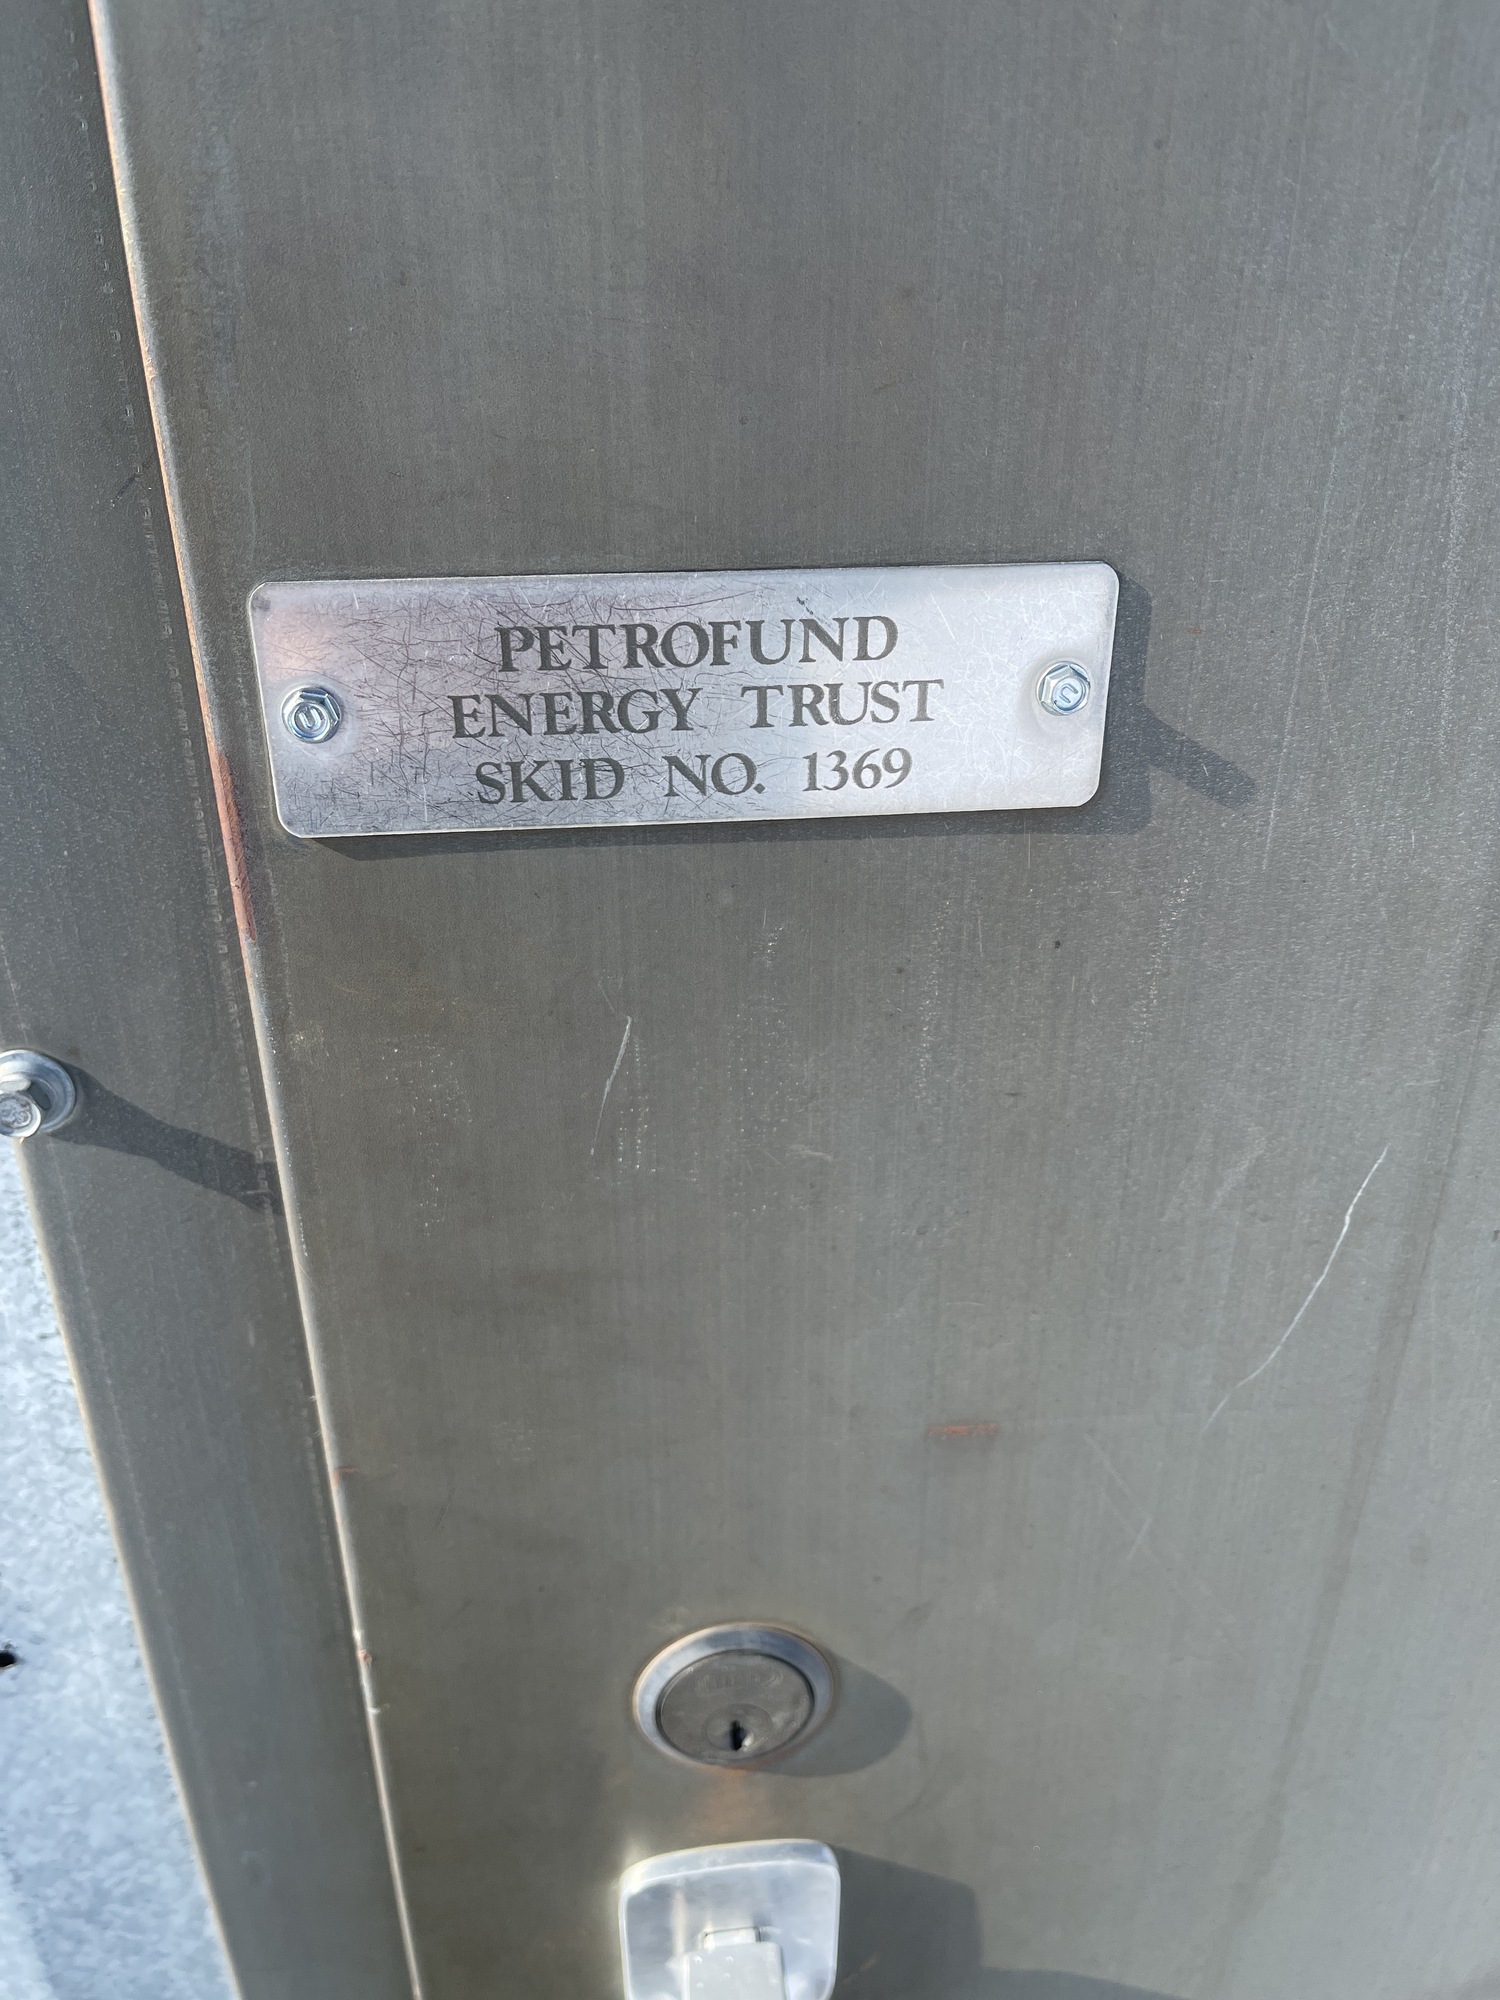 PETROFUND
ENERGY TRUST
SKID NO. 1369